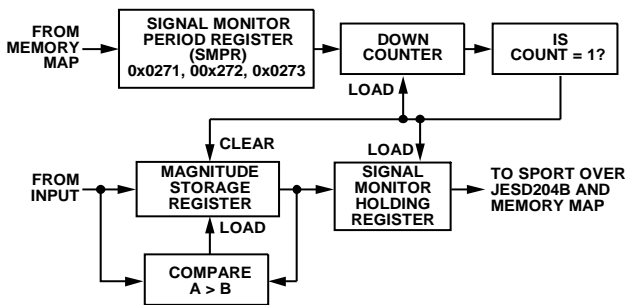 FROM
MEMORY
MAP
SIGNAL MONITOR
PERIOD REGISTER
(SMPR)
0x0271, 00x272, 0x0273
DOWN
COUNTER
IS
COUNT = 1?
LOAD
CLEAR
LOAD
FROM
INPUT
MAGNITUDE
STORAGE
REGISTER
SIGNAL
MONITOR
HOLDING
REGISTER
TO SPORT OVER
JESD204B AND
MEMORY MAP
LOAD
COMPARE
A > B